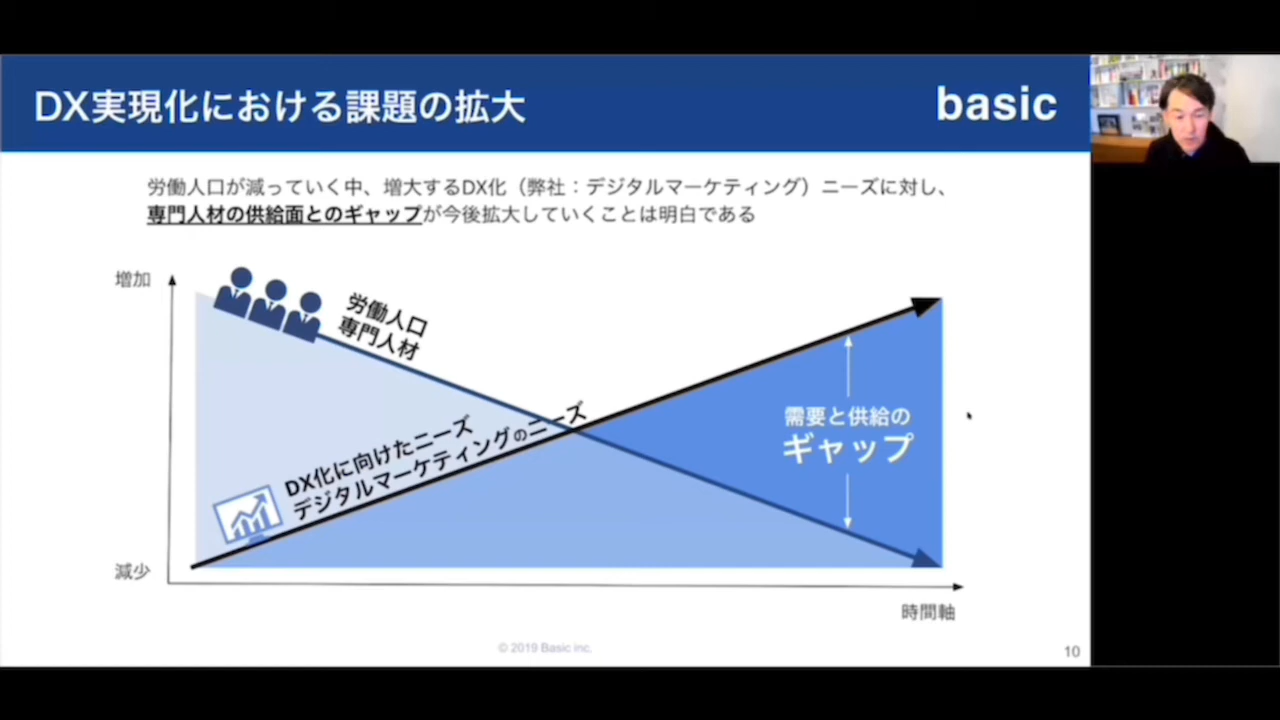 DX実現化における課題の拡大
basic
労働人口が減っていく中、増大するDX化（弊社：デジタルマーケティング）ニーズに対し、
専門人材の供給面とのギャップが今後拡大していくことは明白である
増加
労働人口
専門人材
DX化に向けたニーズ
デジタルマーケティングのニーズ
需要と供給の
ギャップ
減少
時間軸
© 2019 Basic inc.
10